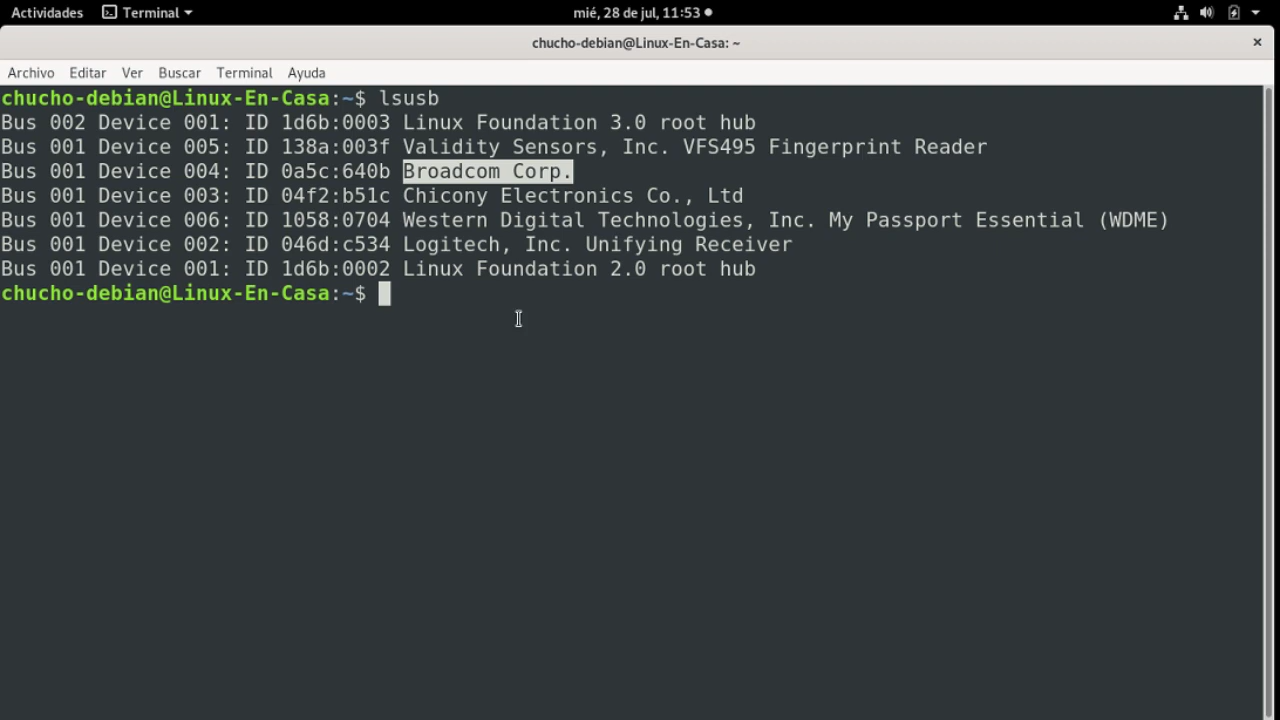 Actividades Terminal mié, 28 de jul, 11:53
chucho-debian@Linux-En-Casa: ~
Archivo Editar Ver Buscar Terminal Ayuda
chucho-debian@Linux-En-Casa:~$ lsusb
Bus 002 Device 001: ID 1d6b:0003 Linux Foundation 3.0 root hub
Bus 001 Device 005: ID 138a:003f Validity Sensors, Inc. VFS495 Fingerprint Reader
Bus 001 Device 004: ID 0a5c:640b Broadcom Corp.
Bus 001 Device 003: ID 04f2:b51c Chicony Electronics Co., Ltd
Bus 001 Device 006: ID 1058:0704 Western Digital Technologies, Inc. My Passport Essential (WDME)
Bus 001 Device 002: ID 046d:c534 Logitech, Inc. Unifying Receiver
Bus 001 Device 001: ID 1d6b:0002 Linux Foundation 2.0 root hub
chucho-debian@Linux-En-Casa:~$